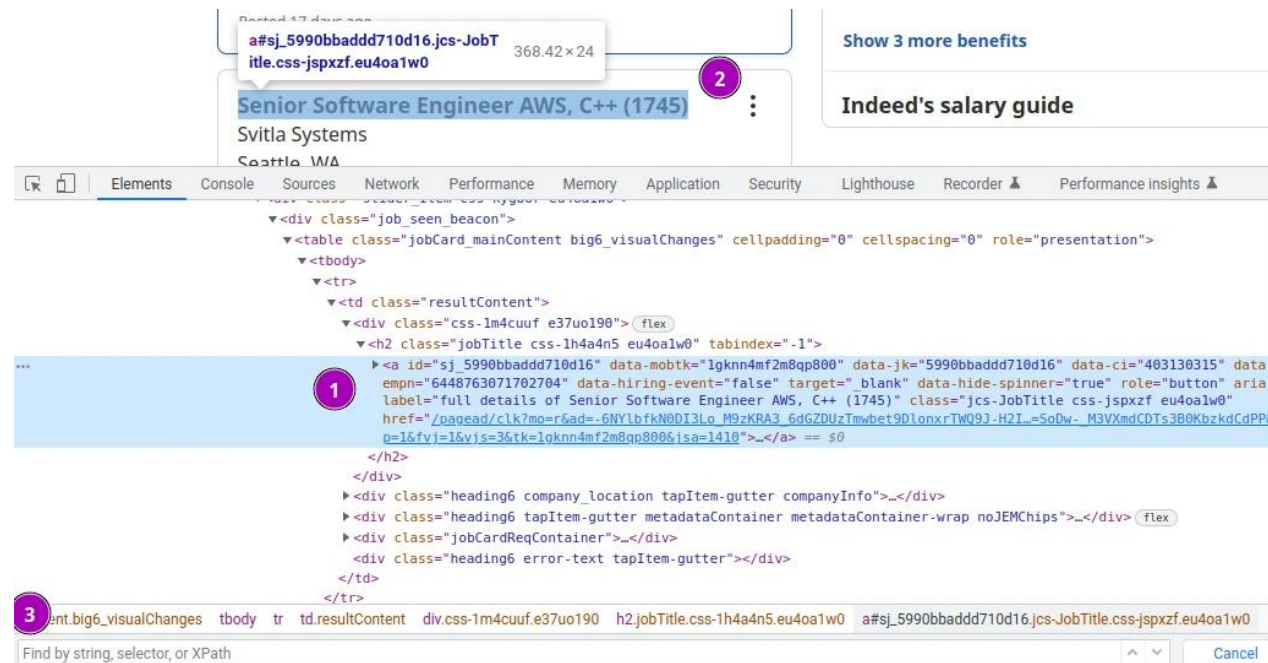 Posted 17 days ago
a#sj_5990bbaddd710d16.jcs-JobT
itle.css-jspxzf.eu4oa1w0
368.42 × 24
2
Show 3 more benefits
Senior Software Engineer AWS, C++ (1745)
Indeed's salary guide
Svitla Systems
Seattle, WA
Elements Console Sources Network Performance Memory Application Security Lighthouse Recorder Performance insights
<div class="job_seen_beacon">
<table class="jobCard_mainContent big6_visualChanges" cellpadding="0" cellspacing="0" role="presentation">
<tbody>
<tr>
<td class="resultContent">
<div class="css-1m4cuuf e37uo190"> flex
<h2 class="jobTitle css-1h4a4n5 eu4oa1w0" tabindex="-1">
… <a id="sj_5990bbaddd710d16" data-mobtk="1gknn4mf2m8qp800" data-jk="5990bbaddd710d16" data-ci="403130315" data
1 empn="6448763071702704" data-hiring-event="false" target="_blank" data-hide-spinner="true" role="button" aria
label="full details of Senior Software Engineer AWS, C++ (1745)" class="jcs-JobTitle css-jspxzf eu4oa1w0"
href="/pagead/clk?mo=r&ad=-6NYlbfkN0DI3Lo_M9zKRA3_6dGZDUzTmwbet9DlonxrTWQ9J-H2I…=SoDw-_M3VXmdCDTs3B0KbzkdCdPP&
p=1&fvj=1&vjs=3&tk=1gknn4mf2m8qp800&jsa=1410">…</a> == $0
</h2>
</div>
<div class="heading6 company_location tapItem-gutter companyInfo">…</div>
<div class="heading6 tapItem-gutter metadataContainer metadataContainer-wrap noJEMChips">…</div> flex
<div class="jobCardReqContainer">…</div>
<div class="heading6 error-text tapItem-gutter"></div>
</td>
</tr>
3 ent.big6_visualChanges tbody tr td.resultContent div.css-1m4cuuf.e37uo190 h2.jobTitle.css-1h4a4n5.eu4oa1w0 a#sj_5990bbaddd710d16.jcs-JobTitle.css-jspxzf.eu4oa1w0
Find by string, selector, or XPath Cancel